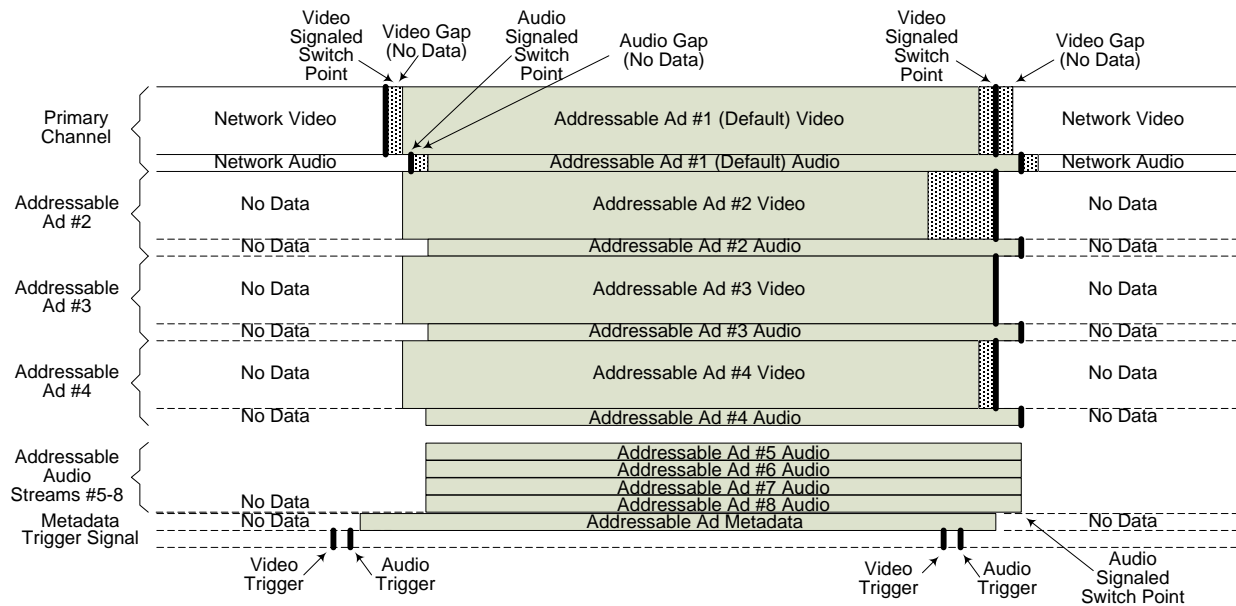 Video
Signaled
Switch
Point
Video Gap
(No Data)
Audio
Signaled
Switch
Point
Audio Gap
(No Data)
Video
Signaled
Switch
Point
Video Gap
(No Data)
Primary
Channel
Network Video
Addressable Ad #1 (Default) Video
Network Video
Network Audio
Addressable Ad #1 (Default) Audio
Network Audio
Addressable
Ad #2
No Data
Addressable Ad #2 Video
No Data
No Data
Addressable Ad #2 Audio
No Data
Addressable
Ad #3
No Data
Addressable Ad #3 Video
No Data
No Data
Addressable Ad #3 Audio
No Data
Addressable
Ad #4
No Data
Addressable Ad #4 Video
No Data
No Data
Addressable Ad #4 Audio
No Data
Addressable
Audio
Streams #5-8
Addressable Ad #5 Audio
Addressable Ad #6 Audio
Addressable Ad #7 Audio
No Data
Addressable Ad #8 Audio
Metadata
No Data
Addressable Ad Metadata
No Data
Trigger Signal
Video
Trigger
Audio
Trigger
Video
Trigger
Audio
Trigger
Audio
Signaled
Switch Point